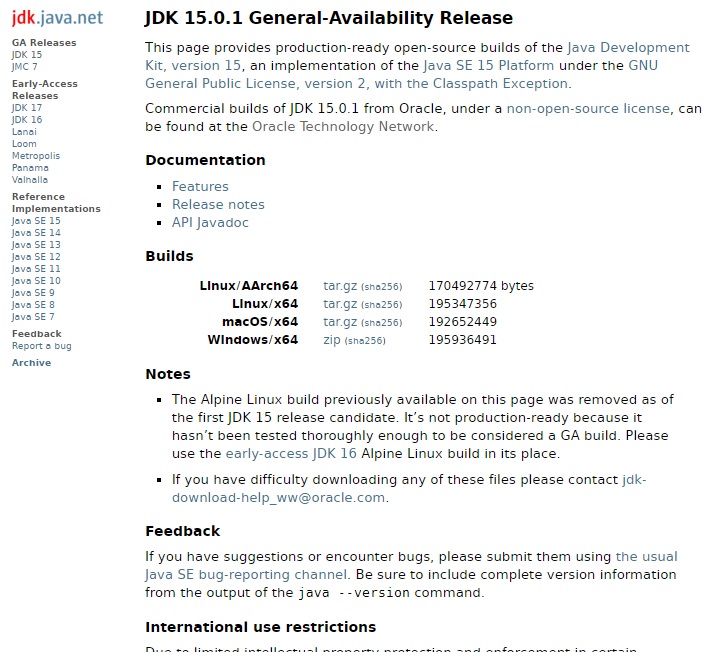 jdk.java.net
GA Releases
JDK 15
JMC 7
Early-Access
Releases
JDK 17
JDK 16
Lanai
Loom
Metropolis
Panama
Valhalla
Reference
Implementations
Java SE 15
Java SE 14
Java SE 13
Java SE 12
Java SE 11
Java SE 10
Java SE 9
Java SE 8
Java SE 7
Feedback
Report a bug
Archive
JDK 15.0.1 General-Availability Release
This page provides production-ready open-source builds of the Java Development
Kit, version 15, an implementation of the Java SE 15 Platform under the GNU
General Public License, version 2, with the Classpath Exception.
Commercial builds of JDK 15.0.1 from Oracle, under a non-open-source license, can
be found at the Oracle Technology Network.
Documentation
Features
Release notes
API Javadoc
Builds
Linux/AArch64 tar.gz (sha256) 170492774 bytes
Linux/x64 tar.gz (sha256) 195347356
macOS/x64 tar.gz (sha256) 192652449
Windows/x64 zip (sha256) 195936491
Notes
The Alpine Linux build previously available on this page was removed as of
the first JDK 15 release candidate. It’s not production-ready because it
hasn’t been tested thoroughly enough to be considered a GA build. Please
use the early-access JDK 16 Alpine Linux build in its place.
If you have difficulty downloading any of these files please contact jdk-
download-help_ww@oracle.com.
Feedback
If you have suggestions or encounter bugs, please submit them using the usual
Java SE bug-reporting channel. Be sure to include complete version information
from the output of the java --version command.
International use restrictions
Due to limited intellectual property protection and enforcement in certain